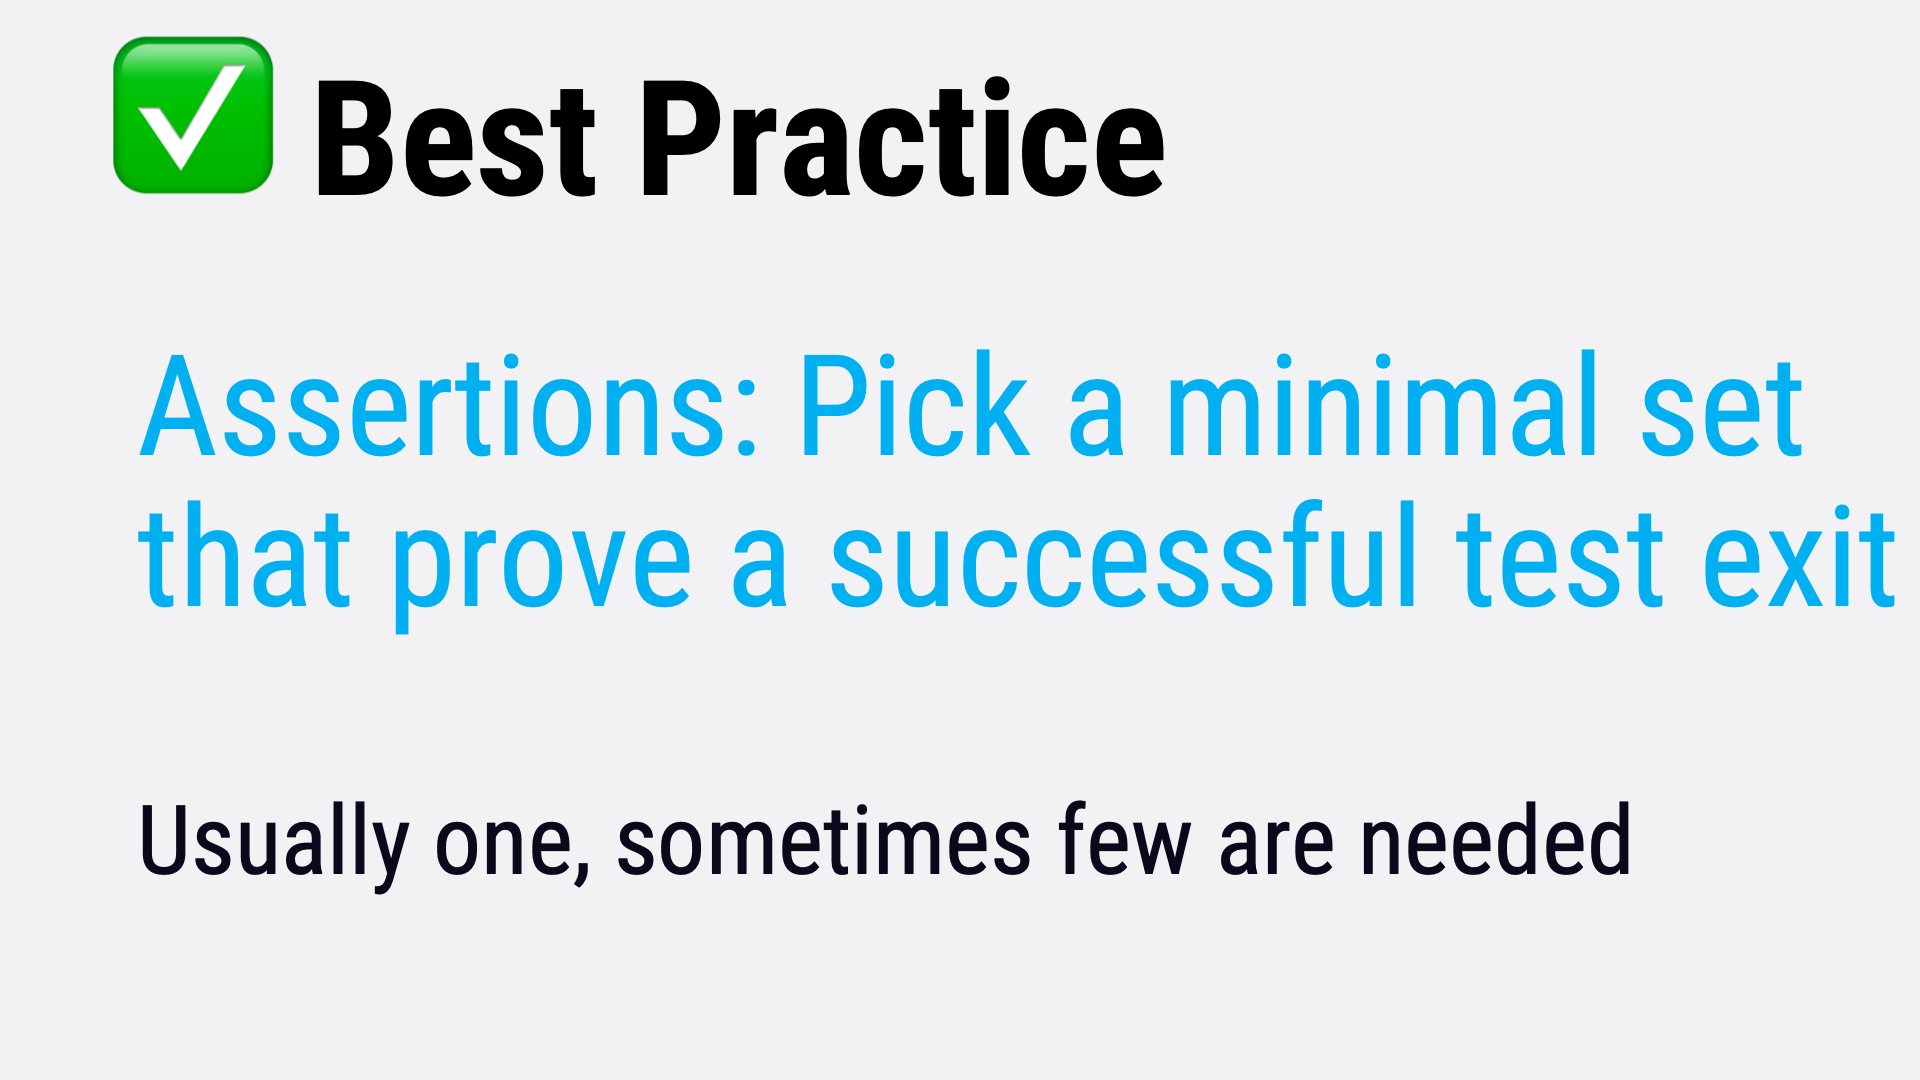 Best Practice
Assertions: Pick a minimal set
that prove a successful test exit
Usually one, sometimes few are needed